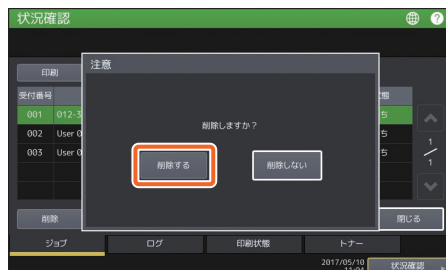 状況確認
?
注意
印刷
受付番号
001 012-3
002 User 0
003 User 0
削除しますか？
削除する 削除しない
1
1
削除 閉じる
ジョブ ログ 印刷状態 トナー
2017/05/10
11:04
状況確認